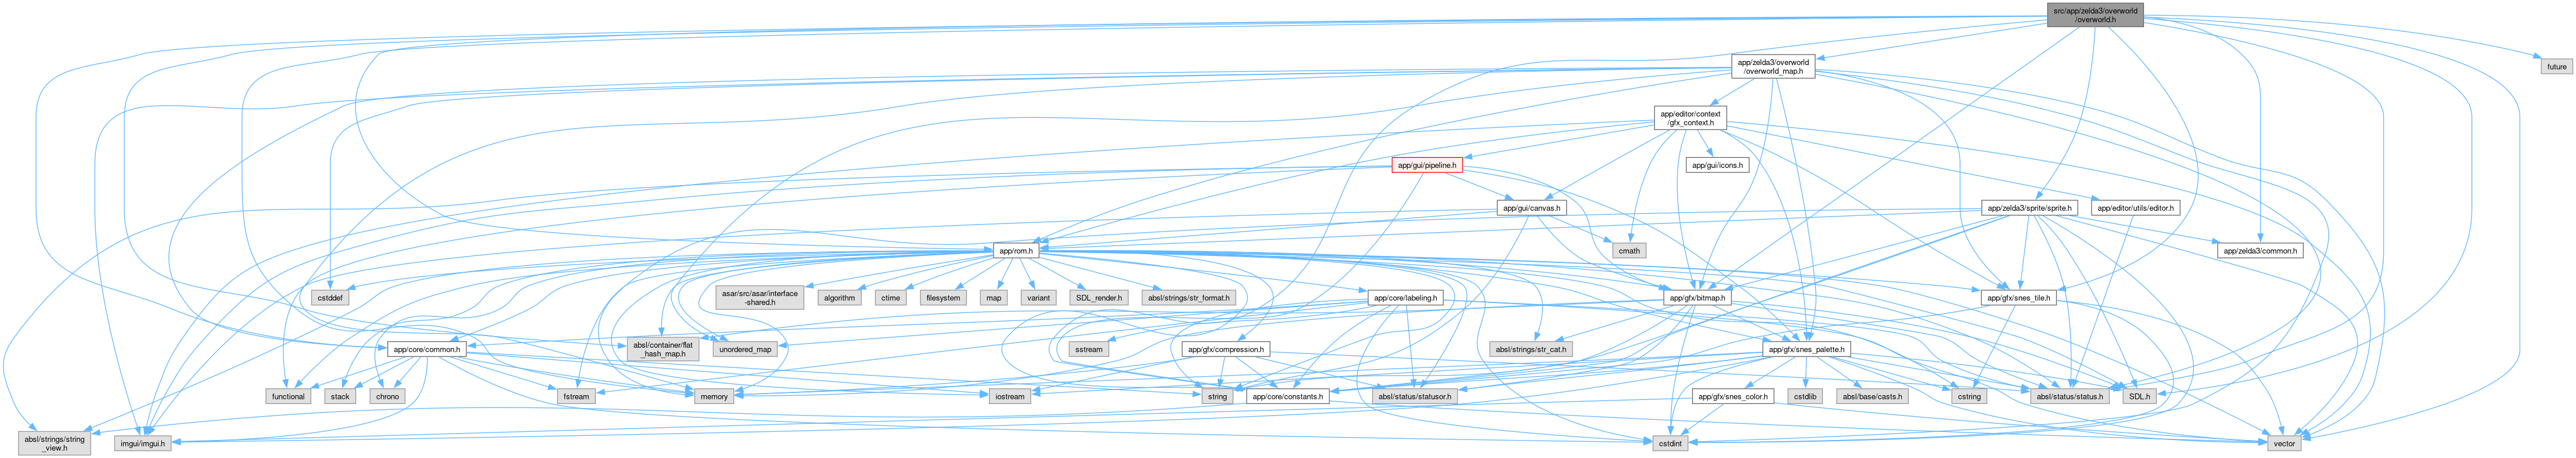 src/app/zelda3/overworld
/overworld.h
app/zelda3/overworld
/overworld_map.h
future
app/editor/context
/gfx_context.h
app/gui/pipeline.h
app/gui/icons.h
app/gui/canvas.h
app/zelda3/sprite/sprite.h
app/editor/utils/editor.h
app/rom.h
cmath
app/zelda3/common.h
cstddef
asar/src/asar/interface
-shared.h
algorithm
ctime
filesystem
map
variant
SDL_render.h
absl/strings/str_format.h
app/core/labeling.h
app/gfx/bitmap.h
app/gfx/snes_tile.h
app/core/common.h
absl/container/flat
_hash_map.h
unordered_map
sstream
app/gfx/compression.h
absl/strings/str_cat.h
app/gfx/snes_palette.h
functional
stack
chrono
fstream
memory
iostream
string
app/core/constants.h
absl/status/statusor.h
app/gfx/snes_color.h
cstdlib
absl/base/casts.h
cstring
absl/status/status.h
SDL.h
absl/strings/string
_view.h
imgui/imgui.h
cstdint
vector